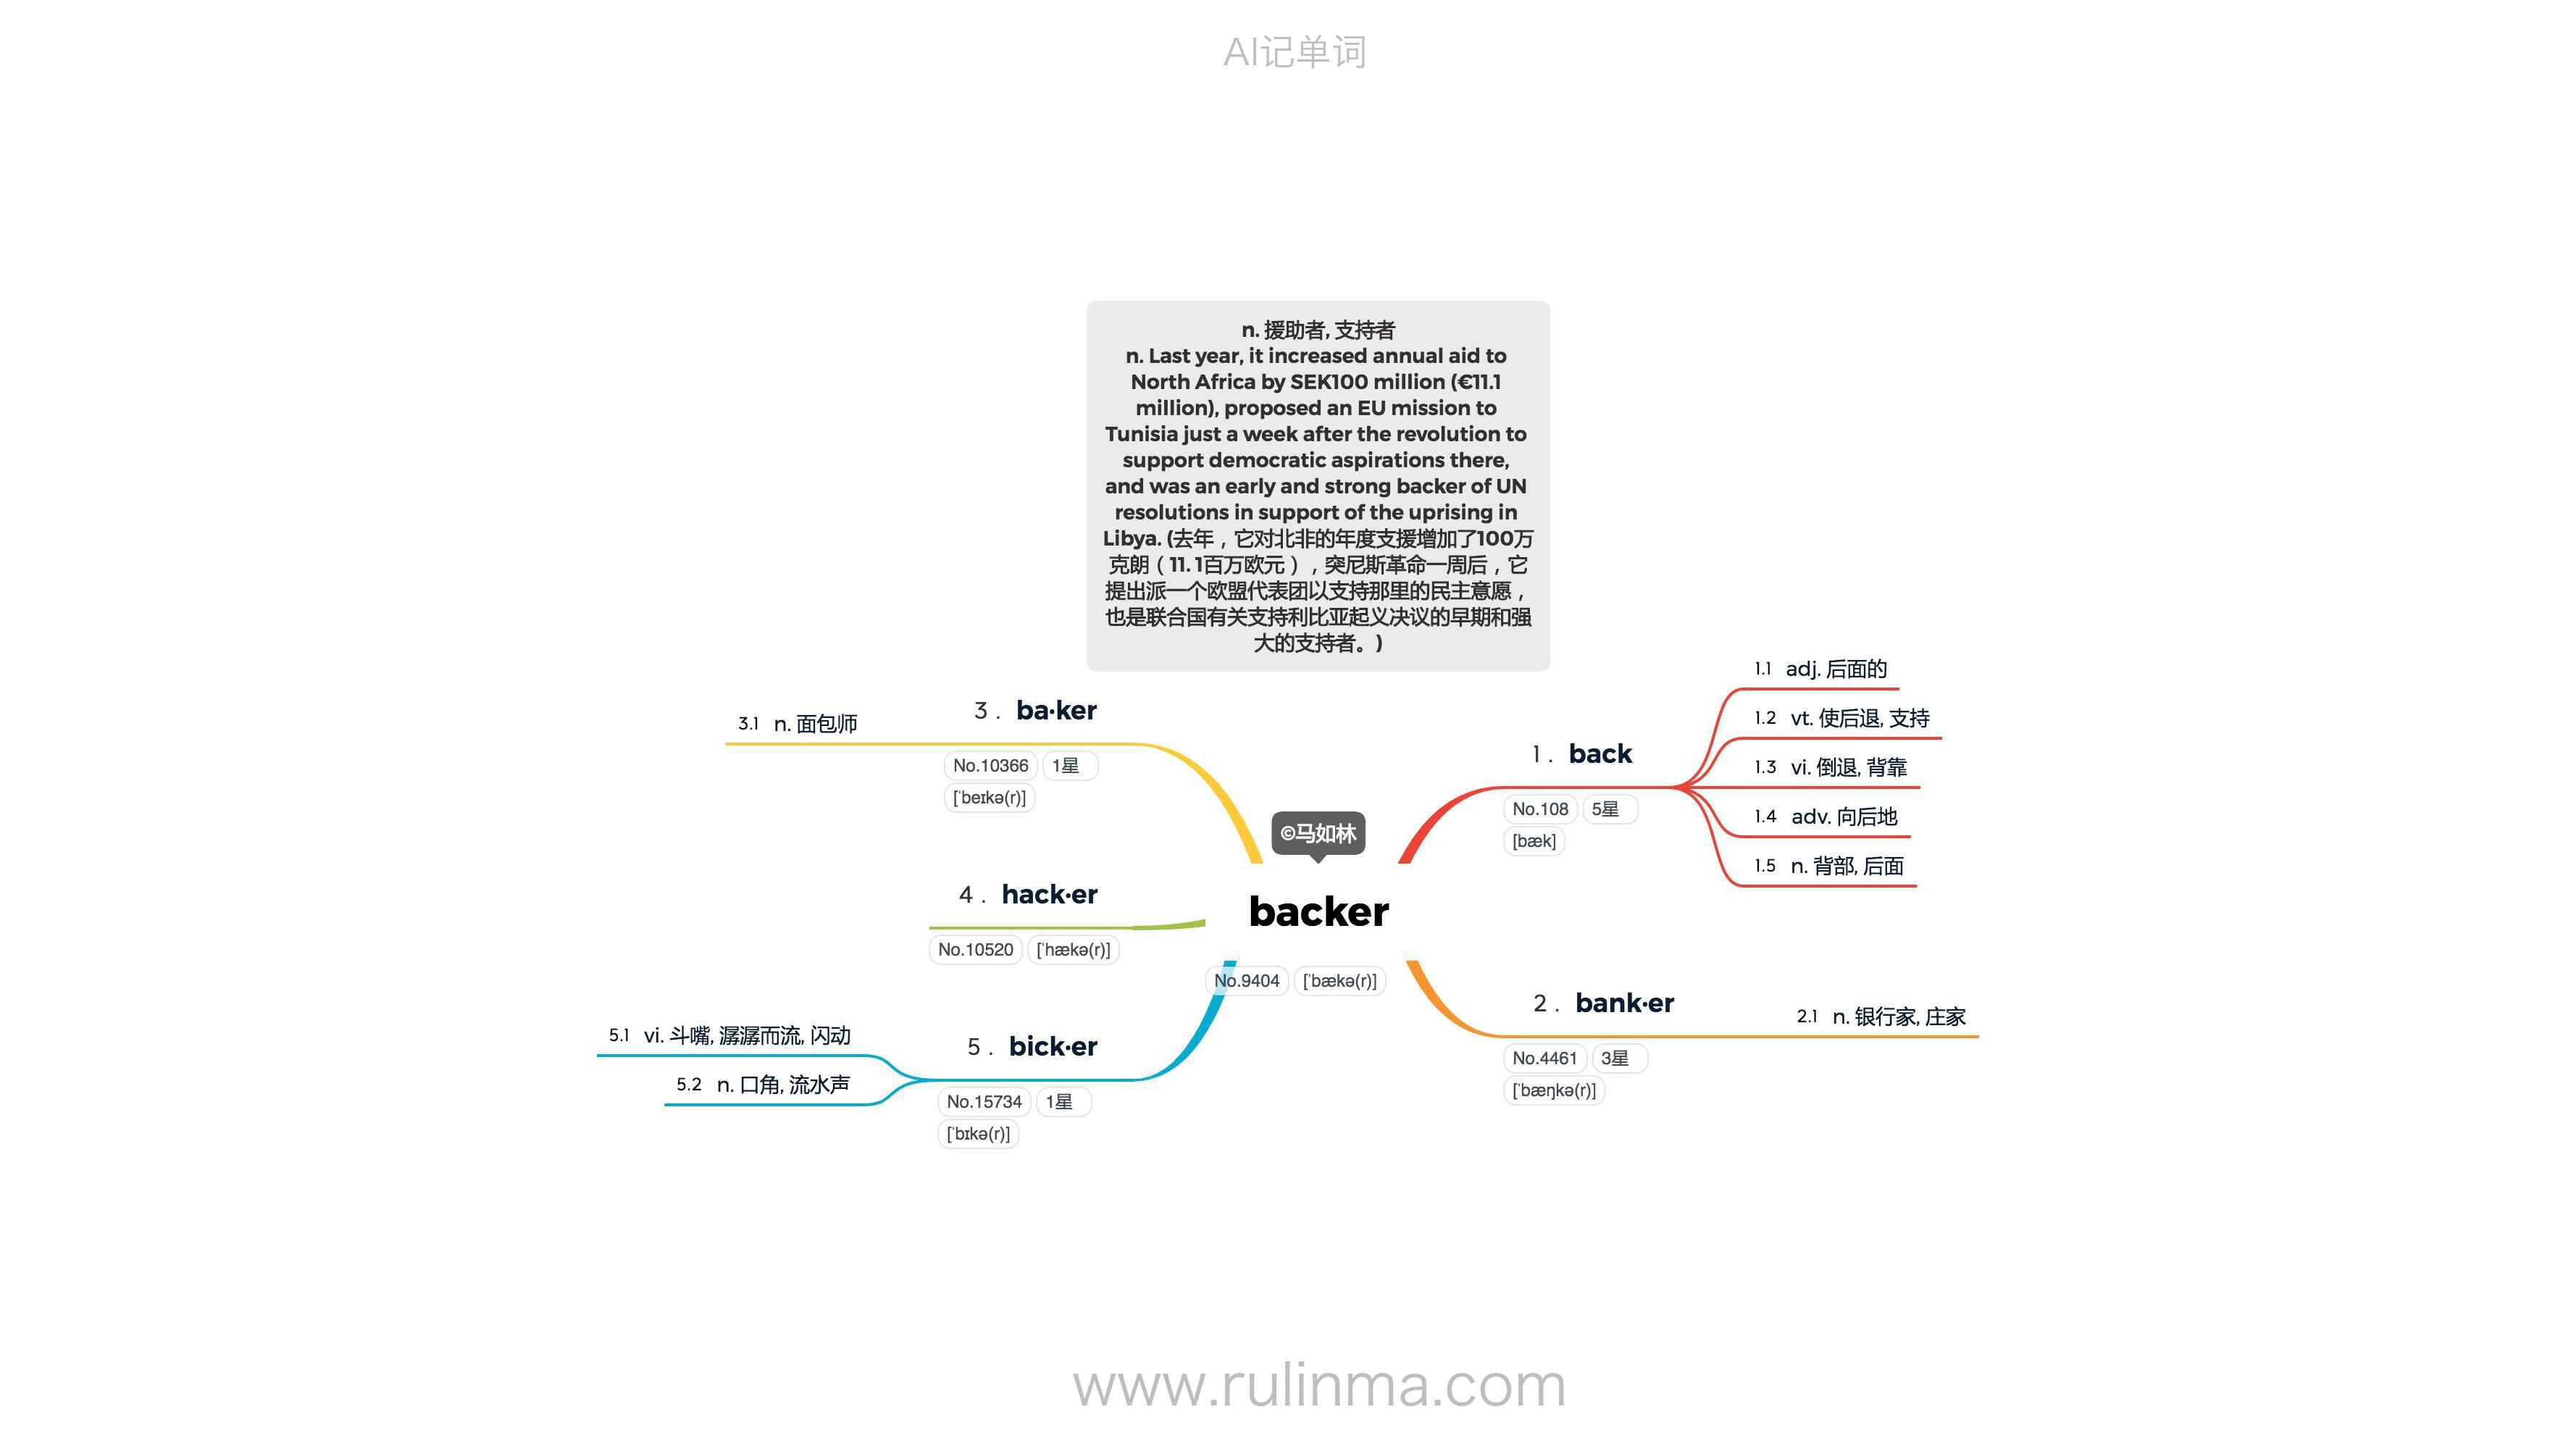 AI记单词
n. 援助者, 支持者
n. Last year, it increased annual aid to
North Africa by SEK100 million (€11.1
million), proposed an EU mission to
Tunisia just a week after the revolution to
support democratic aspirations there,
and was an early and strong backer of UN
resolutions in support of the uprising in
Libya. (去年，它对北非的年度支援增加了100万
克朗（11. 1百万欧元），突尼斯革命一周后，它
提出派一个欧盟代表团以支持那里的民主意愿，
也是联合国有关支持利比亚起义决议的早期和强
大的支持者。)
©马如林
backer
No.9404 ['bækə(r)]
1. back
No.108 5星
[bæk]
1.1 adj. 后面的
1.2 vt. 使后退, 支持
1.3 vi. 倒退, 背靠
1.4 adv. 向后地
1.5 n. 背部, 后面
2. bank·er
No.4461 3星
['bæŋkə(r)]
2.1 n. 银行家, 庄家
3. ba·ker
No.10366 1星
['beɪkə(r)]
3.1 n. 面包师
4. hack·er
No.10520 ['hækə(r)]
5. bick·er
No.15734 1星
['bɪkə(r)]
5.1 vi. 斗嘴, 潺潺而流, 闪动
5.2 n. 口角, 流水声
www.rulinma.com